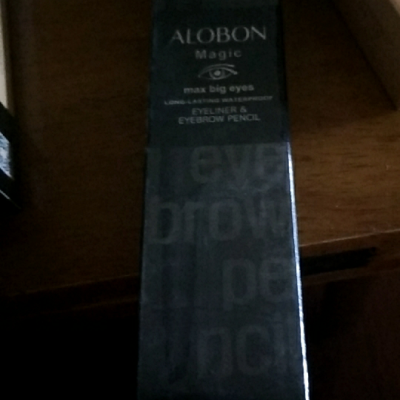 ALOBON
Magic
max big eyes
LONG-LASTING WATERPROOF
EYELINER &
EYEBROW PENCIL
eye
brow
pe
nci